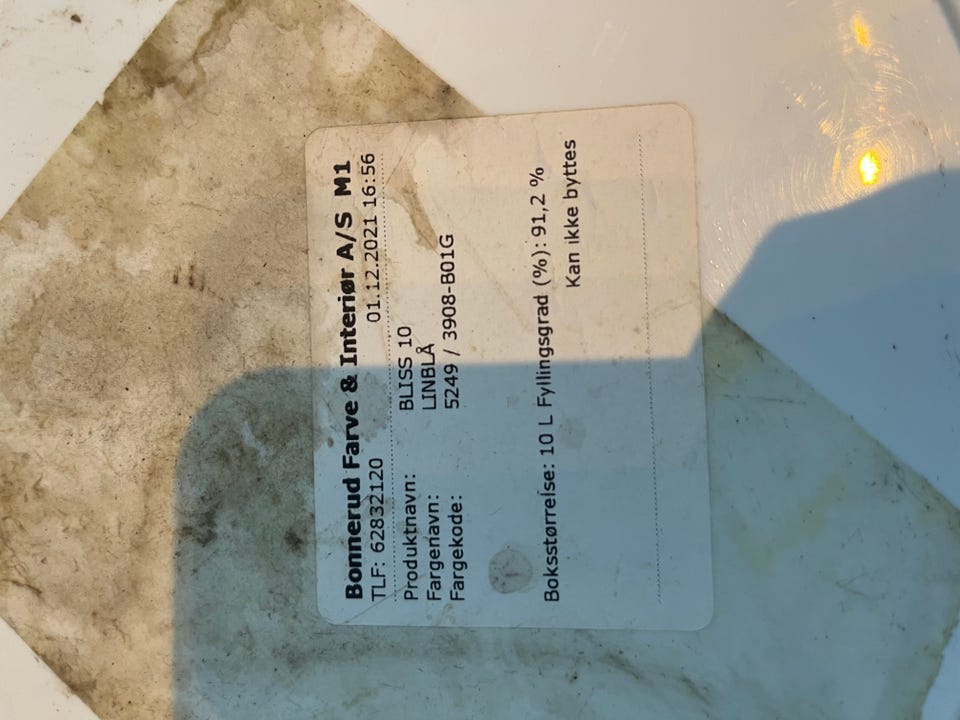 Bonnerud Farve & Interiør A/S M1
TLF: 62832120 01.12.2021 16:56
Produktnavn: BLISS 10
Fargenavn: LINBLÅ
Fargekode: 5249 / 3908-B01G
Boksstørrelse: 10 L Fyllingsgrad (%): 91,2 %
Kan ikke byttes